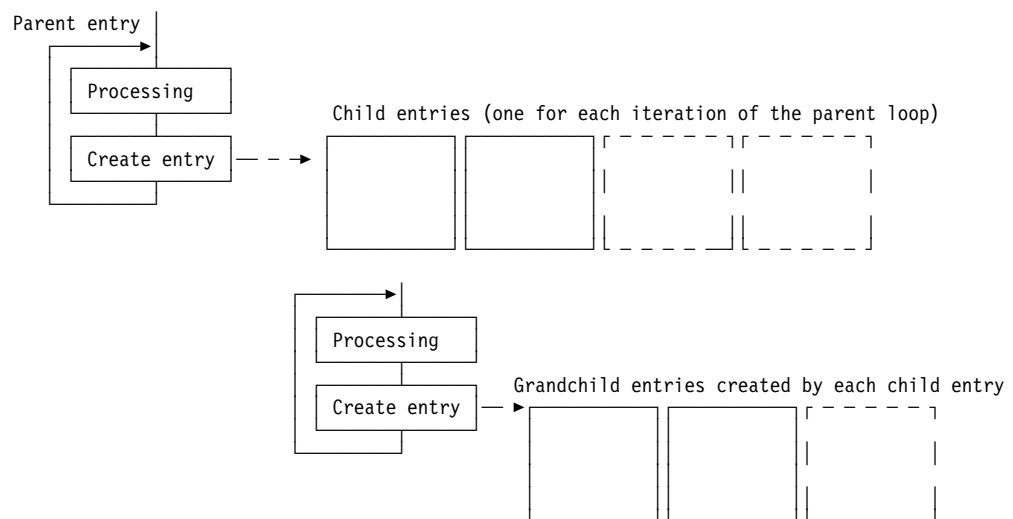 Parent entry
Processing
Child entries (one for each iteration of the parent loop)
Create entry
Processing
Grandchild entries created by each child entry
Create entry